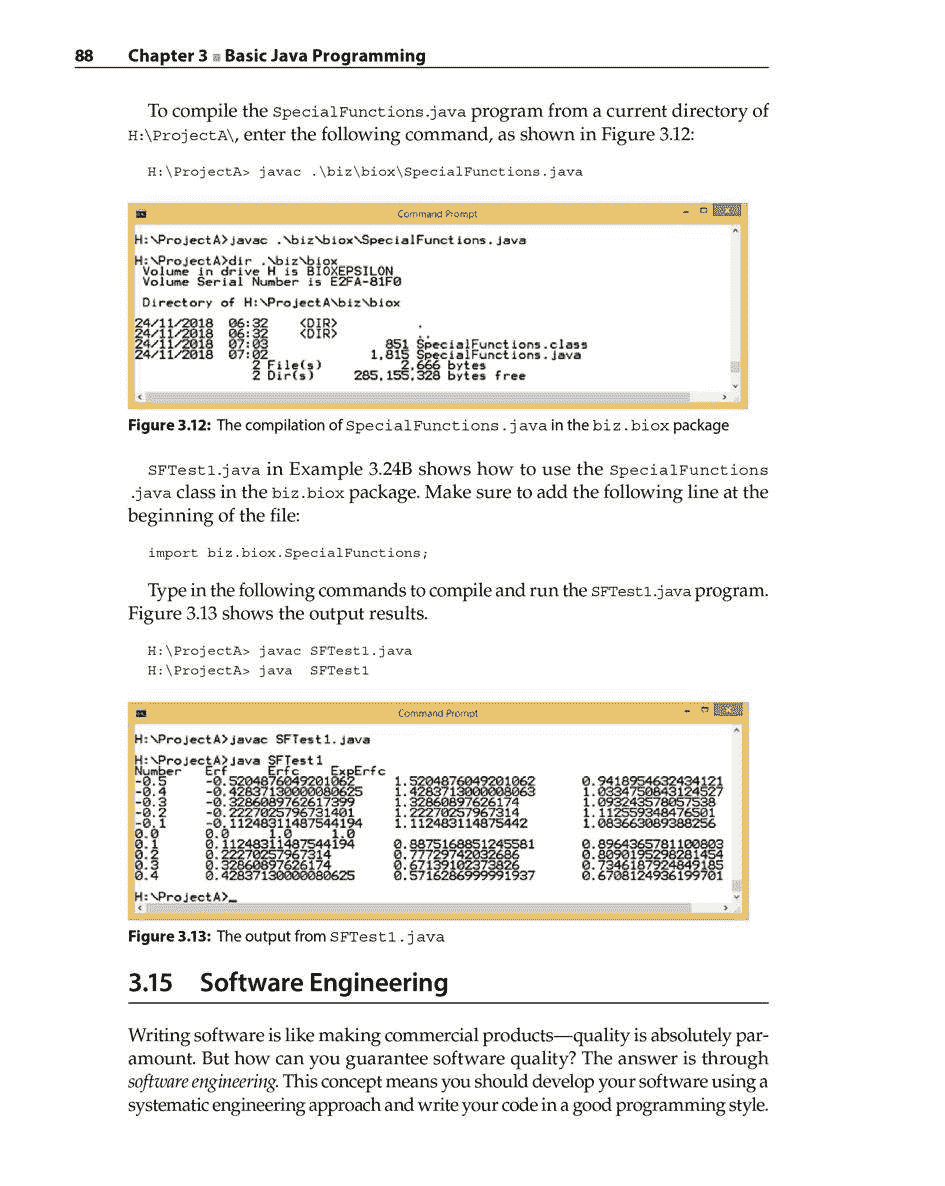 88 Chapter 3 ■ Basic Java Programming
To compile the SpecialFunctions.java program from a current directory of
H:\ProjectA\, enter the following command, as shown in Figure 3.12:
H:\ProjectA> javac .\biz\biox\SpecialFunctions.java
Command Prompt
H:\ProjectA>javac .\biz\biox\SpecialFunctions.java
H:\ProjectA>dir .\biz\biox
Volume in drive H is BIOXEPSILON
Volume Serial Number is E2FA-81F0
Directory of H:\ProjectA\biz\biox
24/11/2018 06:32 <DIR> .
24/11/2018 06:32 <DIR> ..
24/11/2018 07:03 851 SpecialFunctions.class
24/11/2018 07:02 1,815 SpecialFunctions.java
2 File(s) 2,666 bytes
2 Dir(s) 285,155,328 bytes free
Figure 3.12: The compilation of SpecialFunctions.java in the biz.biox package
SFTest1.java in Example 3.24B shows how to use the SpecialFunctions
.java class in the biz.biox package. Make sure to add the following line at the
beginning of the file:
import biz.biox.SpecialFunctions;
Type in the following commands to compile and run the SFTest1.java program.
Figure 3.13 shows the output results.
H:\ProjectA> javac SFTest1.java
H:\ProjectA> java SFTest1
Command Prompt
H:\ProjectA>javac SFTest1.java
H:\ProjectA>java SFTest1
Number Erf Erfc ExpErfc
-0.5 -0.5204876049201062 1.5204876049201062 0.9418954632434121
-0.4 -0.42837130000080625 1.4283713000008063 1.0334750843124527
-0.3 -0.3286089762617399 1.32860897626174 1.093243578057538
-0.2 -0.2227025796731401 1.22270257967314 1.112559348476501
-0.1 -0.11248311487544194 1.112483114875442 1.083663089388256
0.0 0.0 1.0 1.0
0.1 0.11248311487544194 0.8875168851245581 0.8964365781100803
0.2 0.22270257967314 0.77729742032686 0.8090195298281454
0.3 0.32860897626174 0.67139102373826 0.7346187924849185
0.4 0.42837130000080625 0.5716286999991937 0.6708124936199701
H:\ProjectA>_
Figure 3.13: The output from SFTest1.java
3.15 Software Engineering
Writing software is like making commercial products—quality is absolutely par-
amount. But how can you guarantee software quality? The answer is through
software engineering. This concept means you should develop your software using a
systematic engineering approach and write your code in a good programming style.